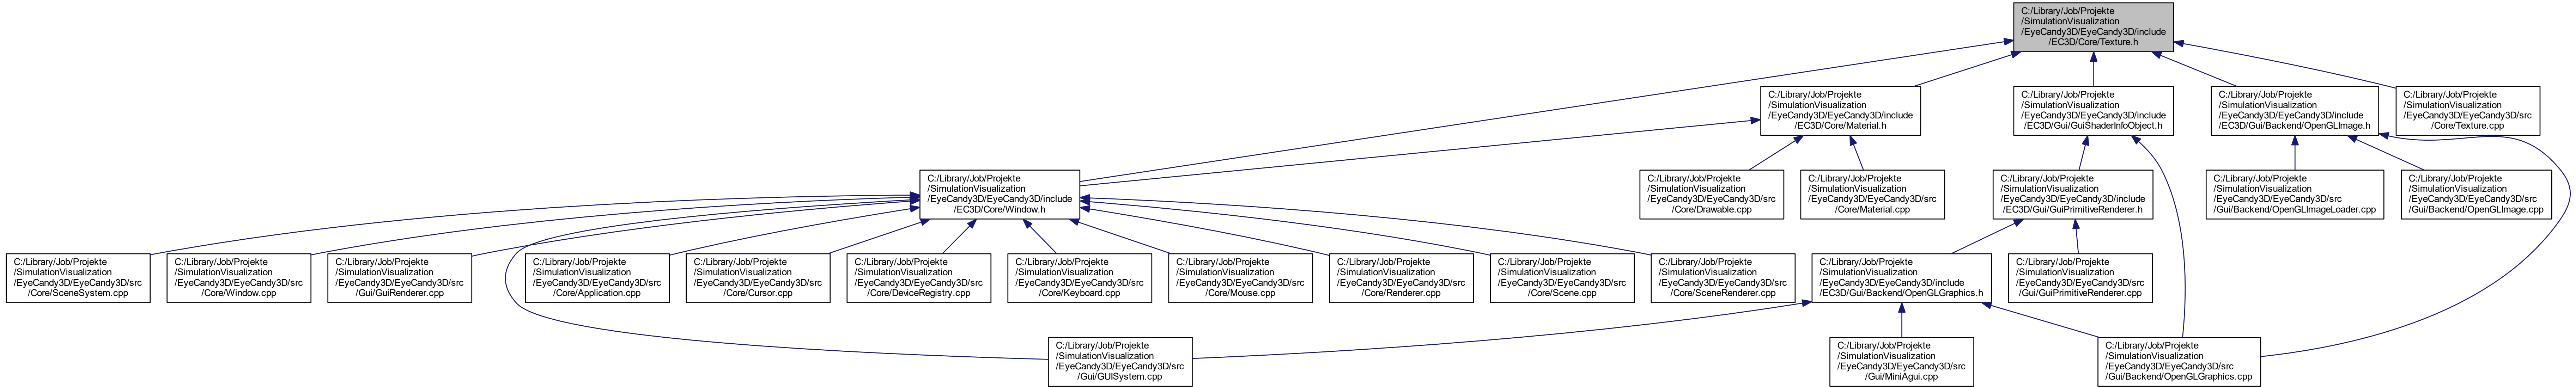 C:/Library/Job/Projekte
/SimulationVisualization
/EyeCandy3D/EyeCandy3D/include
/EC3D/Core/Texture.h
C:/Library/Job/Projekte
/SimulationVisualization
/EyeCandy3D/EyeCandy3D/include
/EC3D/Core/Material.h
C:/Library/Job/Projekte
/SimulationVisualization
/EyeCandy3D/EyeCandy3D/include
/EC3D/Gui/GuiShaderInfoObject.h
C:/Library/Job/Projekte
/SimulationVisualization
/EyeCandy3D/EyeCandy3D/include
/EC3D/Gui/Backend/OpenGLImage.h
C:/Library/Job/Projekte
/SimulationVisualization
/EyeCandy3D/EyeCandy3D/src
/Core/Texture.cpp
C:/Library/Job/Projekte
/SimulationVisualization
/EyeCandy3D/EyeCandy3D/include
/EC3D/Core/Window.h
C:/Library/Job/Projekte
/SimulationVisualization
/EyeCandy3D/EyeCandy3D/src
/Core/Drawable.cpp
C:/Library/Job/Projekte
/SimulationVisualization
/EyeCandy3D/EyeCandy3D/src
/Core/Material.cpp
C:/Library/Job/Projekte
/SimulationVisualization
/EyeCandy3D/EyeCandy3D/include
/EC3D/Gui/GuiPrimitiveRenderer.h
C:/Library/Job/Projekte
/SimulationVisualization
/EyeCandy3D/EyeCandy3D/src
/Gui/Backend/OpenGLImageLoader.cpp
C:/Library/Job/Projekte
/SimulationVisualization
/EyeCandy3D/EyeCandy3D/src
/Gui/Backend/OpenGLImage.cpp
C:/Library/Job/Projekte
/SimulationVisualization
/EyeCandy3D/EyeCandy3D/src
/Core/SceneSystem.cpp
C:/Library/Job/Projekte
/SimulationVisualization
/EyeCandy3D/EyeCandy3D/src
/Core/Window.cpp
C:/Library/Job/Projekte
/SimulationVisualization
/EyeCandy3D/EyeCandy3D/src
/Gui/GuiRenderer.cpp
C:/Library/Job/Projekte
/SimulationVisualization
/EyeCandy3D/EyeCandy3D/src
/Core/Application.cpp
C:/Library/Job/Projekte
/SimulationVisualization
/EyeCandy3D/EyeCandy3D/src
/Core/Cursor.cpp
C:/Library/Job/Projekte
/SimulationVisualization
/EyeCandy3D/EyeCandy3D/src
/Core/DeviceRegistry.cpp
C:/Library/Job/Projekte
/SimulationVisualization
/EyeCandy3D/EyeCandy3D/src
/Core/Keyboard.cpp
C:/Library/Job/Projekte
/SimulationVisualization
/EyeCandy3D/EyeCandy3D/src
/Core/Mouse.cpp
C:/Library/Job/Projekte
/SimulationVisualization
/EyeCandy3D/EyeCandy3D/src
/Core/Renderer.cpp
C:/Library/Job/Projekte
/SimulationVisualization
/EyeCandy3D/EyeCandy3D/src
/Core/Scene.cpp
C:/Library/Job/Projekte
/SimulationVisualization
/EyeCandy3D/EyeCandy3D/src
/Core/SceneRenderer.cpp
C:/Library/Job/Projekte
/SimulationVisualization
/EyeCandy3D/EyeCandy3D/include
/EC3D/Gui/Backend/OpenGLGraphics.h
C:/Library/Job/Projekte
/SimulationVisualization
/EyeCandy3D/EyeCandy3D/src
/Gui/GuiPrimitiveRenderer.cpp
C:/Library/Job/Projekte
/SimulationVisualization
/EyeCandy3D/EyeCandy3D/src
/Gui/GUISystem.cpp
C:/Library/Job/Projekte
/SimulationVisualization
/EyeCandy3D/EyeCandy3D/src
/Gui/MiniAgui.cpp
C:/Library/Job/Projekte
/SimulationVisualization
/EyeCandy3D/EyeCandy3D/src
/Gui/Backend/OpenGLGraphics.cpp